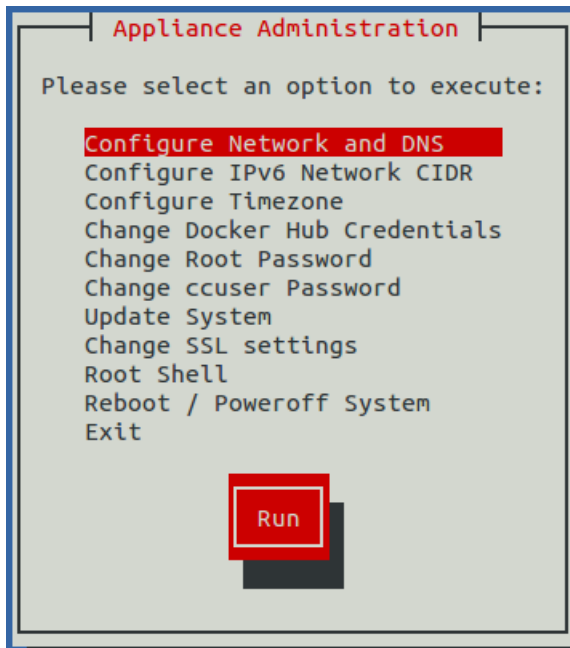 Appliance Administration
Please select an option to execute:
Configure Network and DNS
Configure IPv6 Network CIDR
Configure Timezone
Change Docker Hub Credentials
Change Root Password
Change ccuser Password
Update System
Change SSL settings
Root Shell
Reboot / Poweroff System
Exit
Run